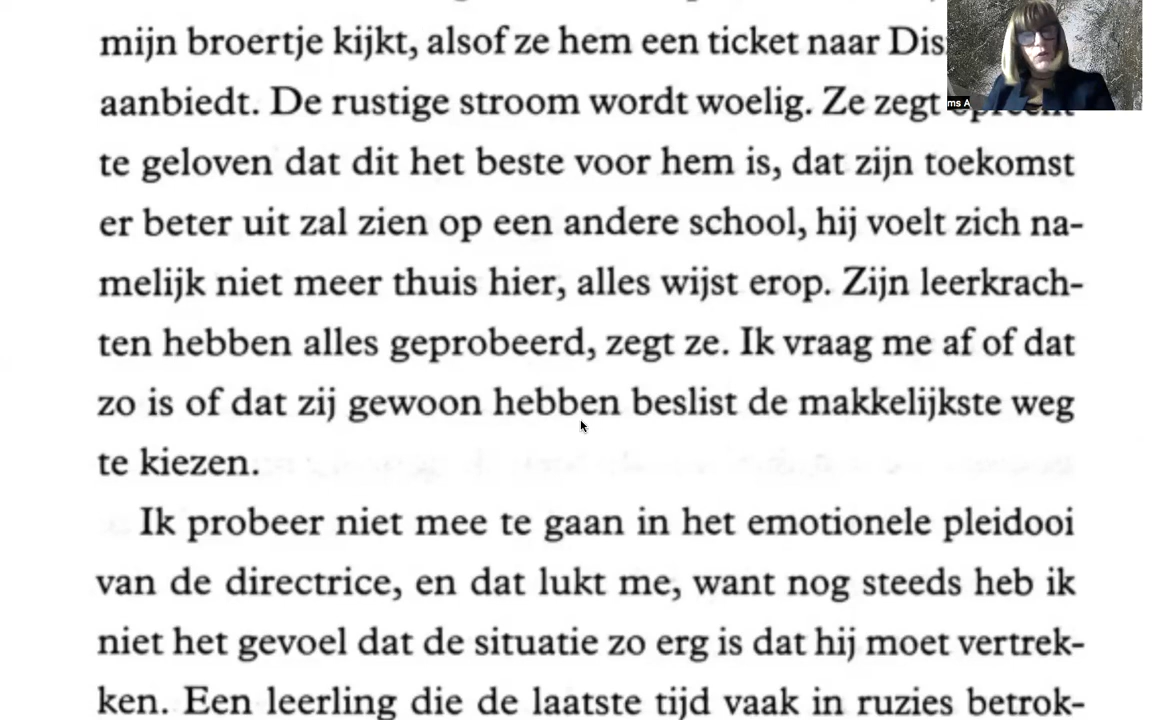 mijn broertje kijkt, alsof ze hem een ticket naar Dis
aanbiedt. De rustige stroom wordt woelig. Ze zegt
te geloven dat dit het beste voor hem is, dat zijn toekomst
er beter uit zal zien op een andere school, hij voelt zich na-
melijk niet meer thuis hier, alles wijst erop. Zijn leerkrach-
ten hebben alles geprobeerd, zegt ze. Ik vraag me af of dat
zo is of dat zij gewoon hebben beslist de makkelijkste weg
te kiezen.
Ik probeer niet mee te gaan in het emotionele pleidooi
van de directrice, en dat lukt me, want nog steeds heb ik
niet het gevoel dat de situatie zo erg is dat hij moet vertrek-
ken. Een leerling die de laatste tijd vaak in ruzies betrok-
ms A